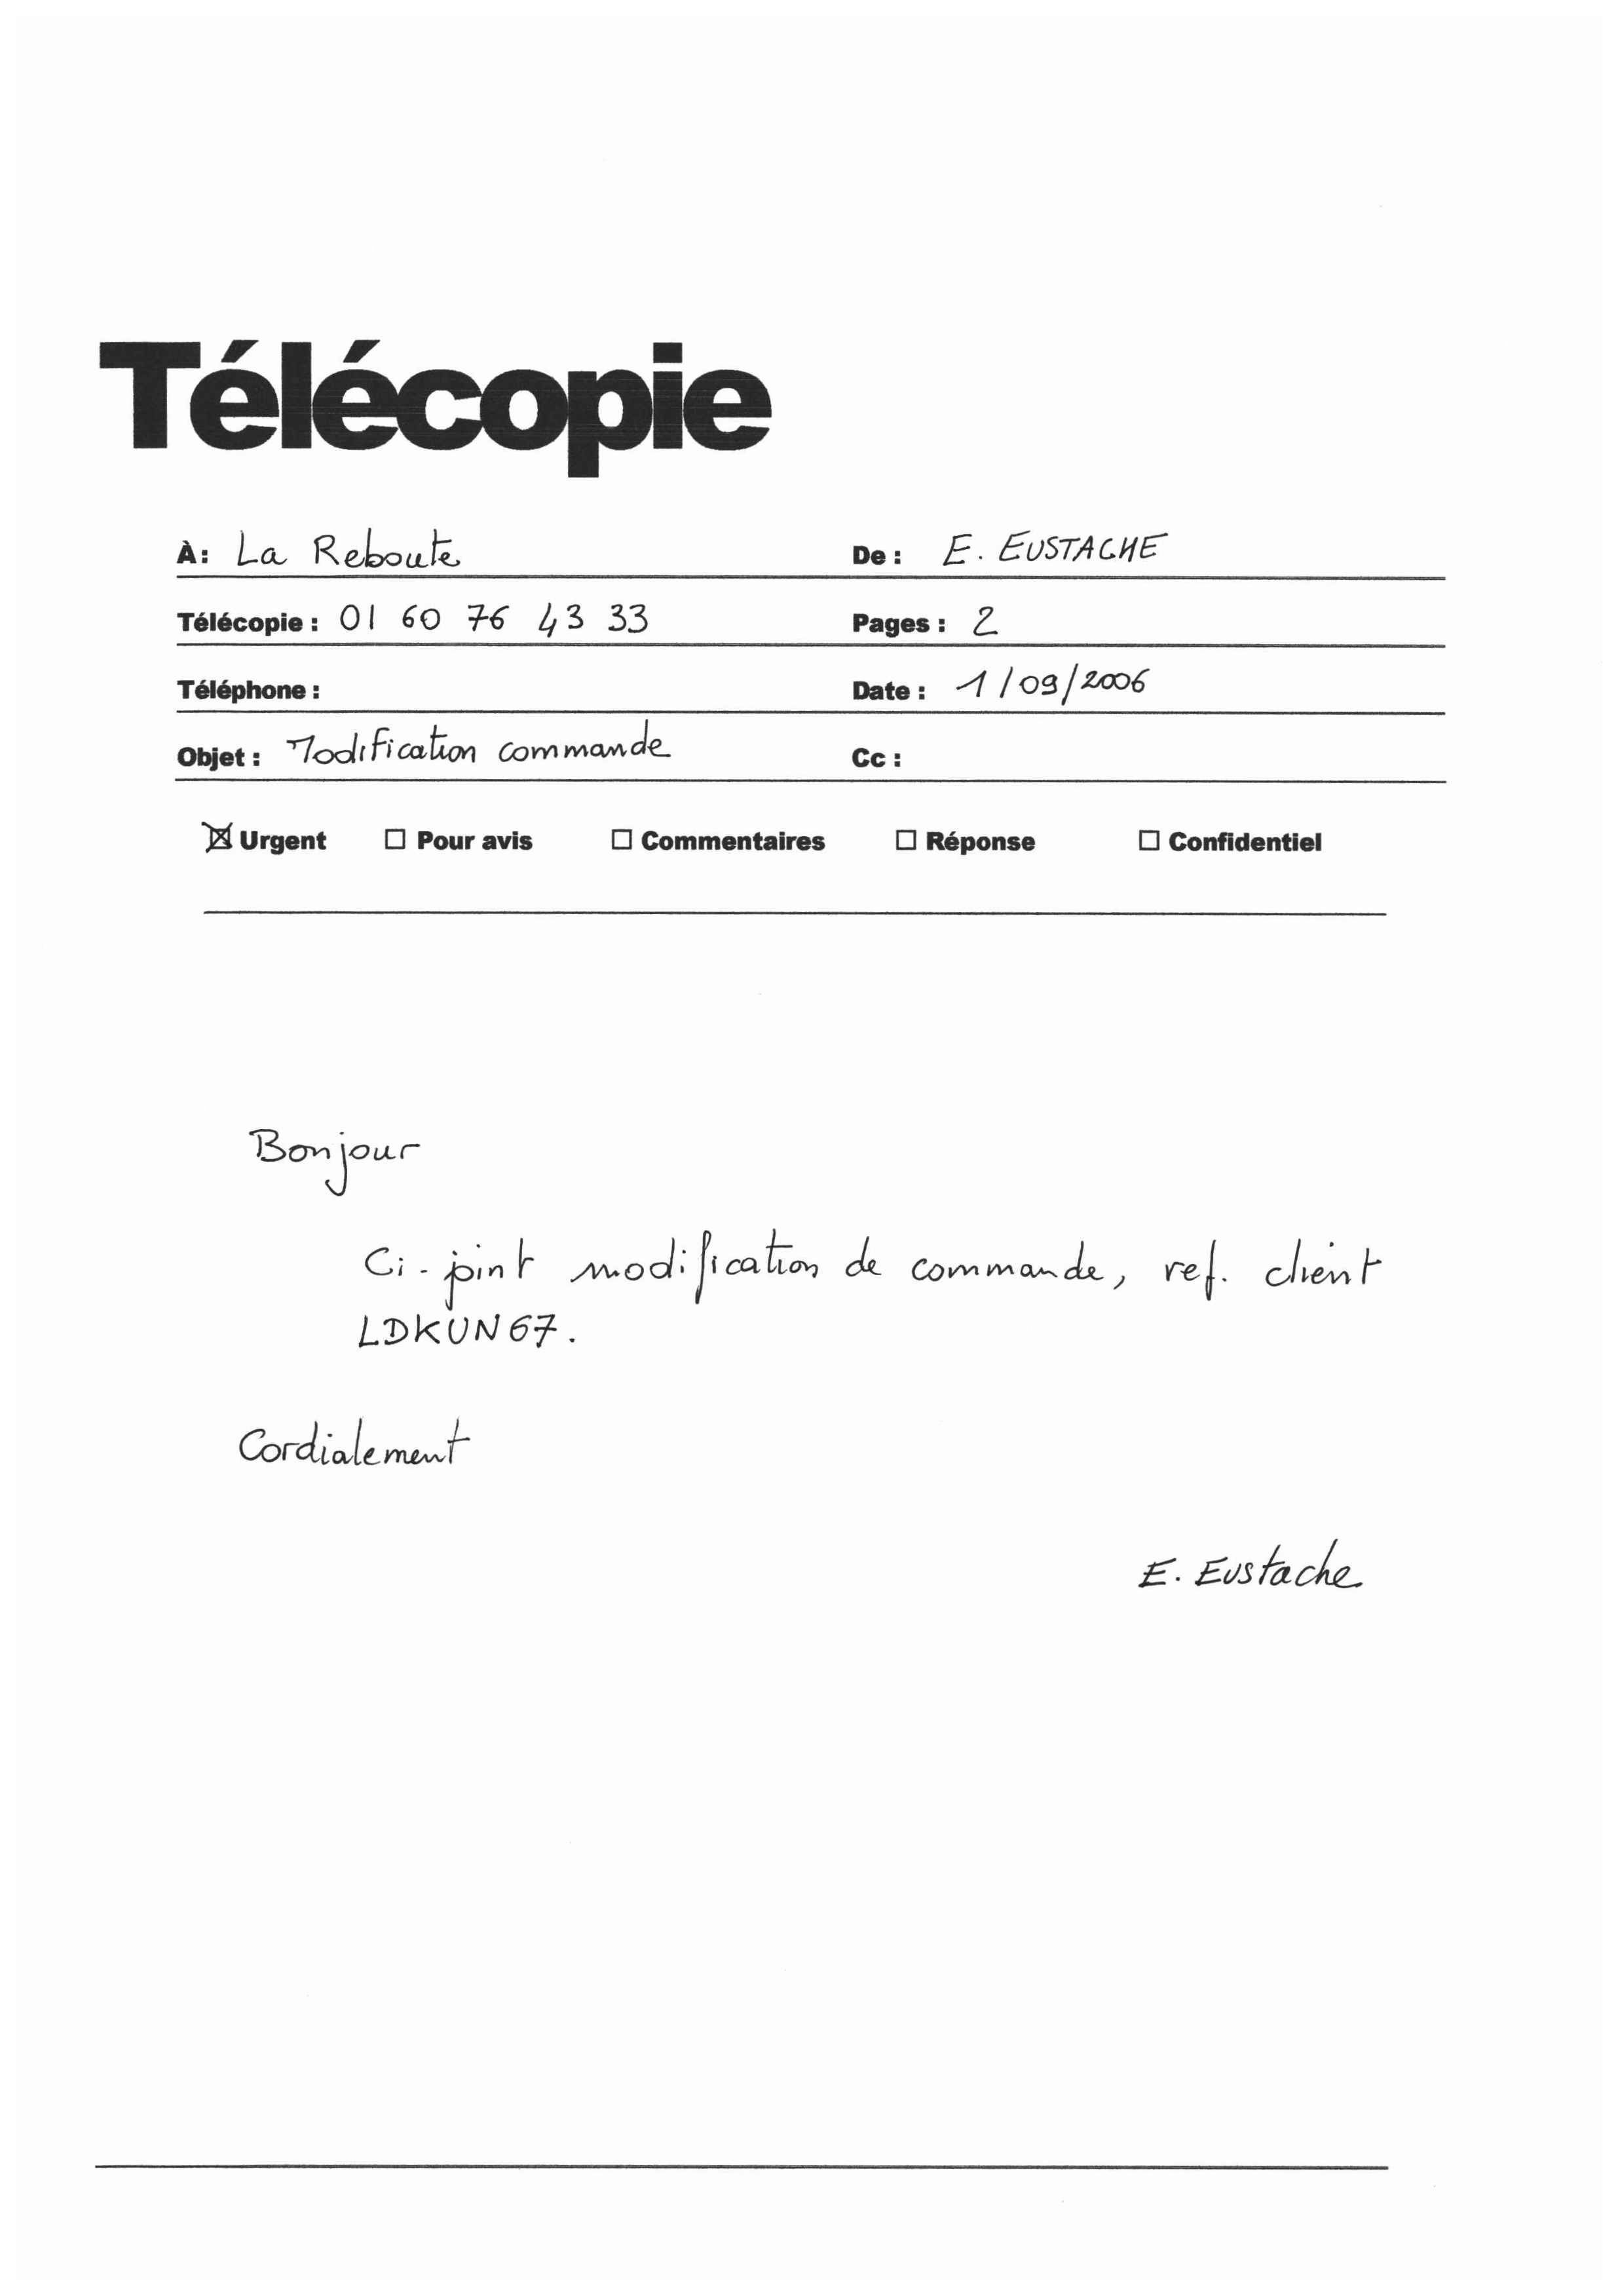 Télécopie
À: La Reboute De : E. EUSTACHE
Télécopie : 01 60 76 43 33 Pages : 2
Téléphone : Date : 1/09/2006
Objet : Modification commande Cc :
☒ Urgent ☐ Pour avis ☐ Commentaires ☐ Réponse ☐ Confidentiel
Bonjour
Ci-joint modification de commande, ref. client
LDKUN67.
Cordialement
E. Eustache